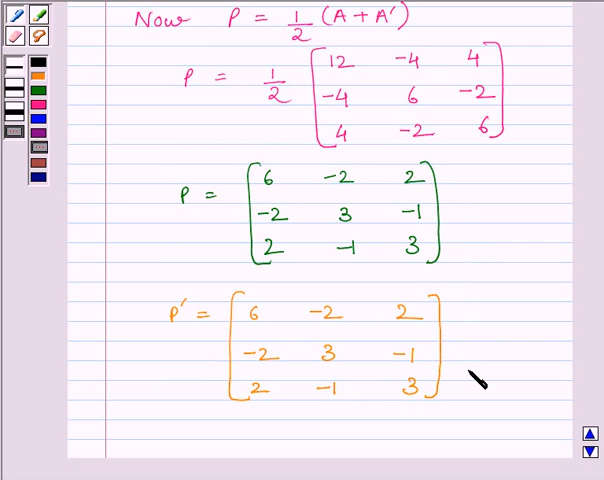 Now P = 1/2 (A + A')
P = 1/2 [12 -4 4
-4 6 -2
4 -2 6]
P = [6 -2 2
-2 3 -1
2 -1 3]
P' = [6 -2 2
-2 3 -1
2 -1 3]